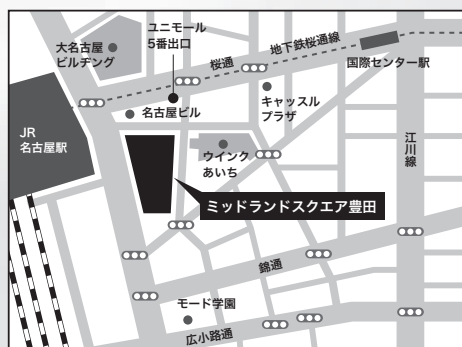 ユニモール
5番出口
大名古屋
ビルヂング
地下鉄桜通線
桜通
国際センター駅
名古屋ビル
キャッスル
プラザ
JR
名古屋駅
江川線
ウインク
あいち
ミッドランドスクエア豊田
錦通
モード学園
広小路通